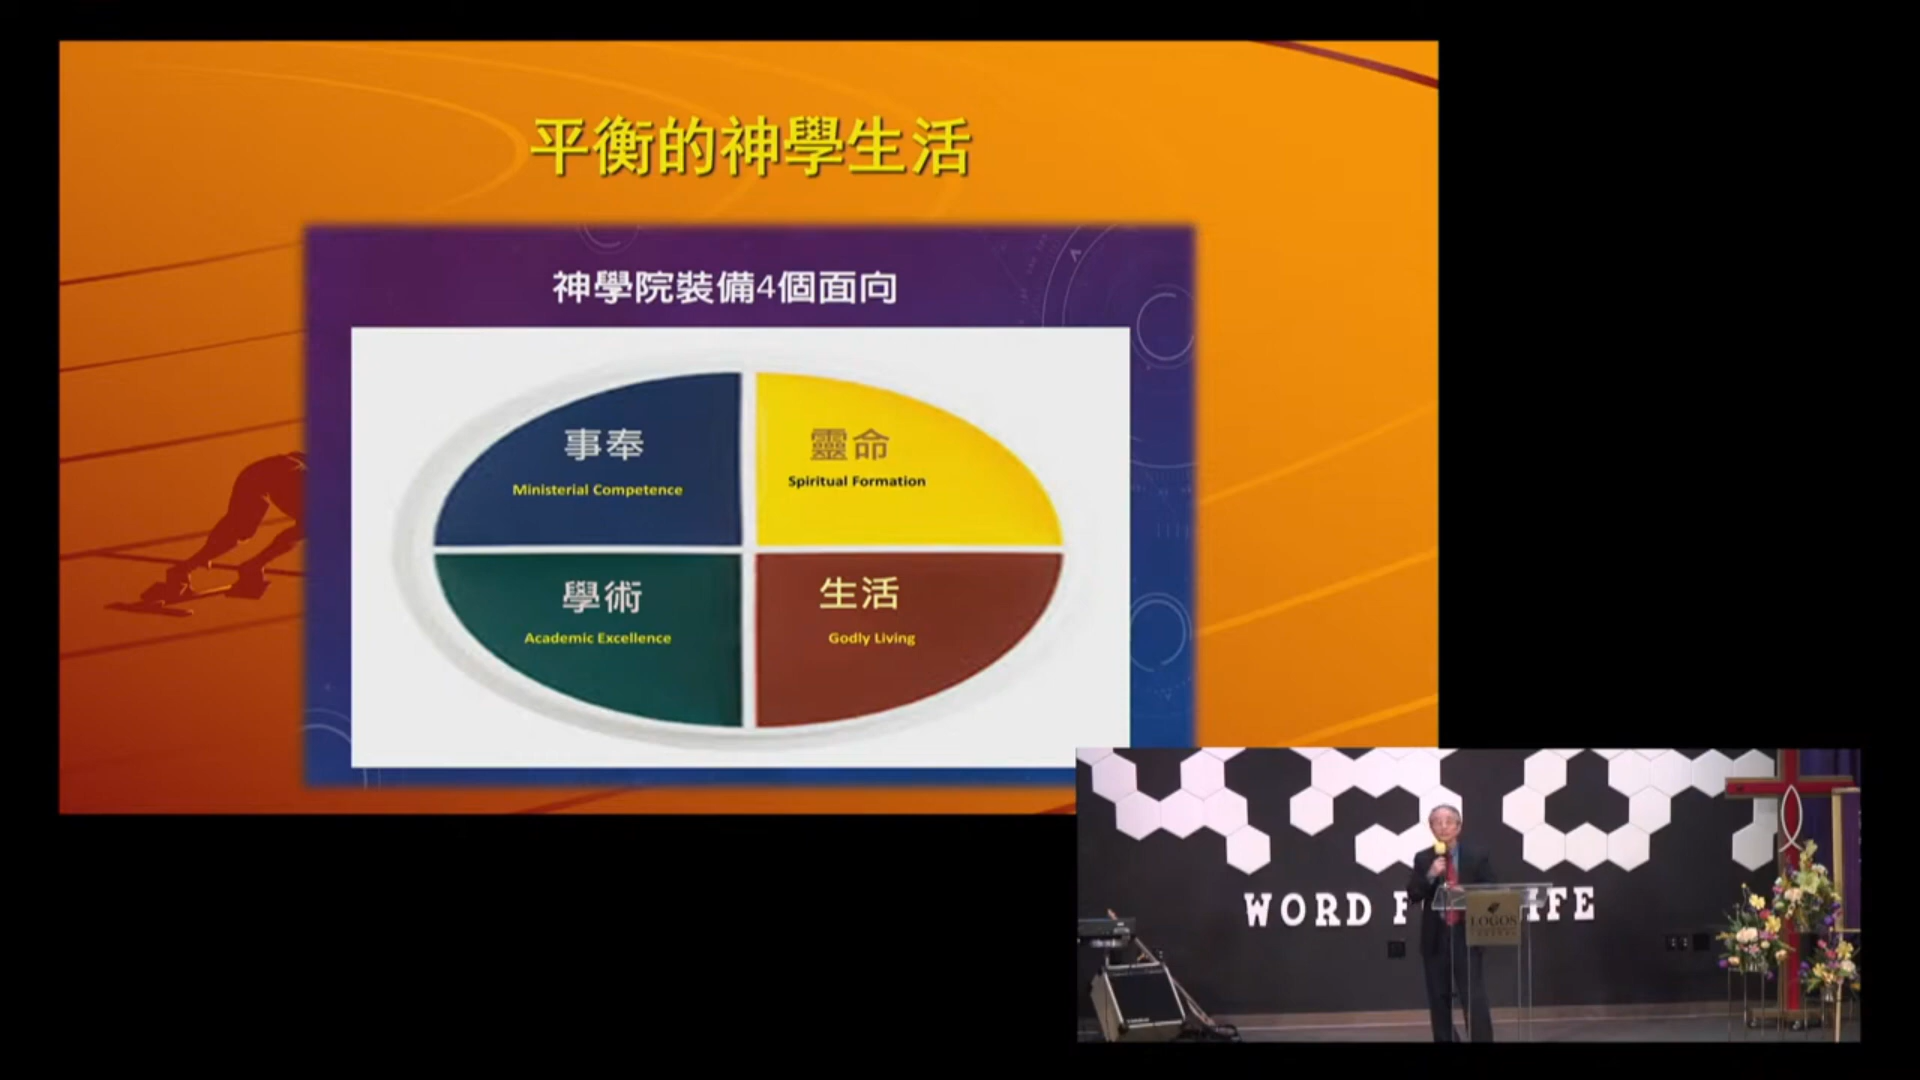 平衡的神學生活
神學院裝備4個面向
事奉
Ministerial Competence
靈命
Spiritual Formation
學術
Academic Excellence
生活
Godly Living
WORD F IFE
LOGOS